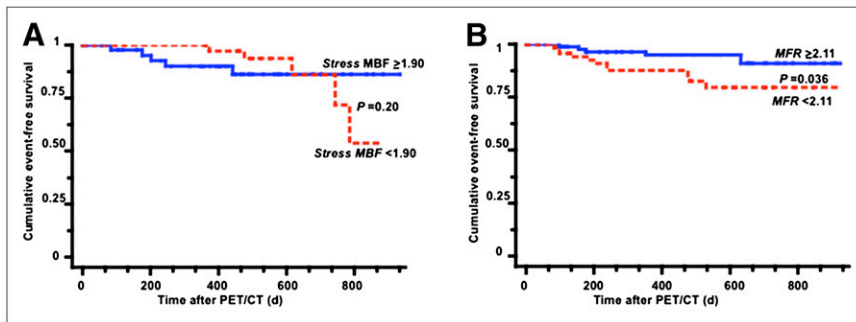 A
Cumulative event-free survival
1
0.75
0.50
0.25
0
Stress MBF ≥1.90
P =0.20
Stress MBF <1.90
0 200 400 600 800
Time after PET/CT (d)
B
Cumulative event-free survival
1
0.75
0.50
0.25
0
MFR ≥2.11
P =0.036
MFR <2.11
0 200 400 600 800
Time after PET/CT (d)